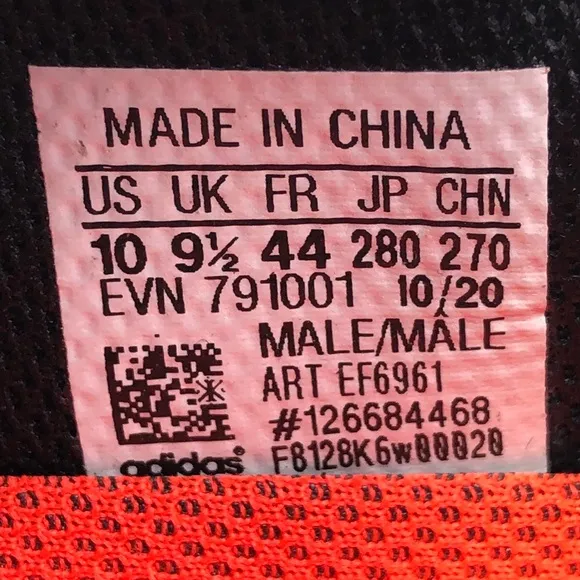 MADE IN CHINA
US UK FR JP CHN
10 9½ 44 280 270
EVN 791001 10/20
MALE/MÂLE
ART EF6961
#126684468
F8128K6w00020
adidas®